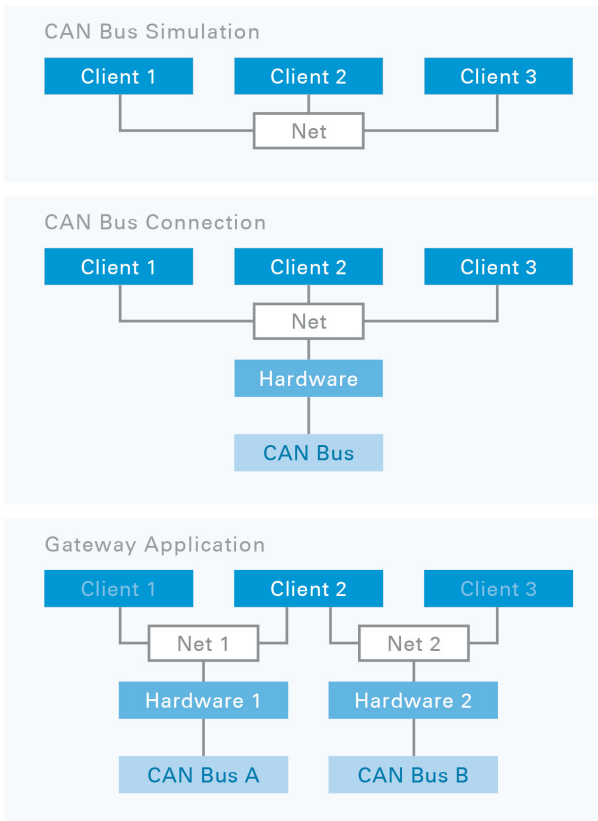 CAN Bus Simulation
Client 1 Client 2 Client 3
Net
CAN Bus Connection
Client 1 Client 2 Client 3
Net
Hardware
CAN Bus
Gateway Application
Client 1 Client 2 Client 3
Net 1 Net 2
Hardware 1 Hardware 2
CAN Bus A CAN Bus B